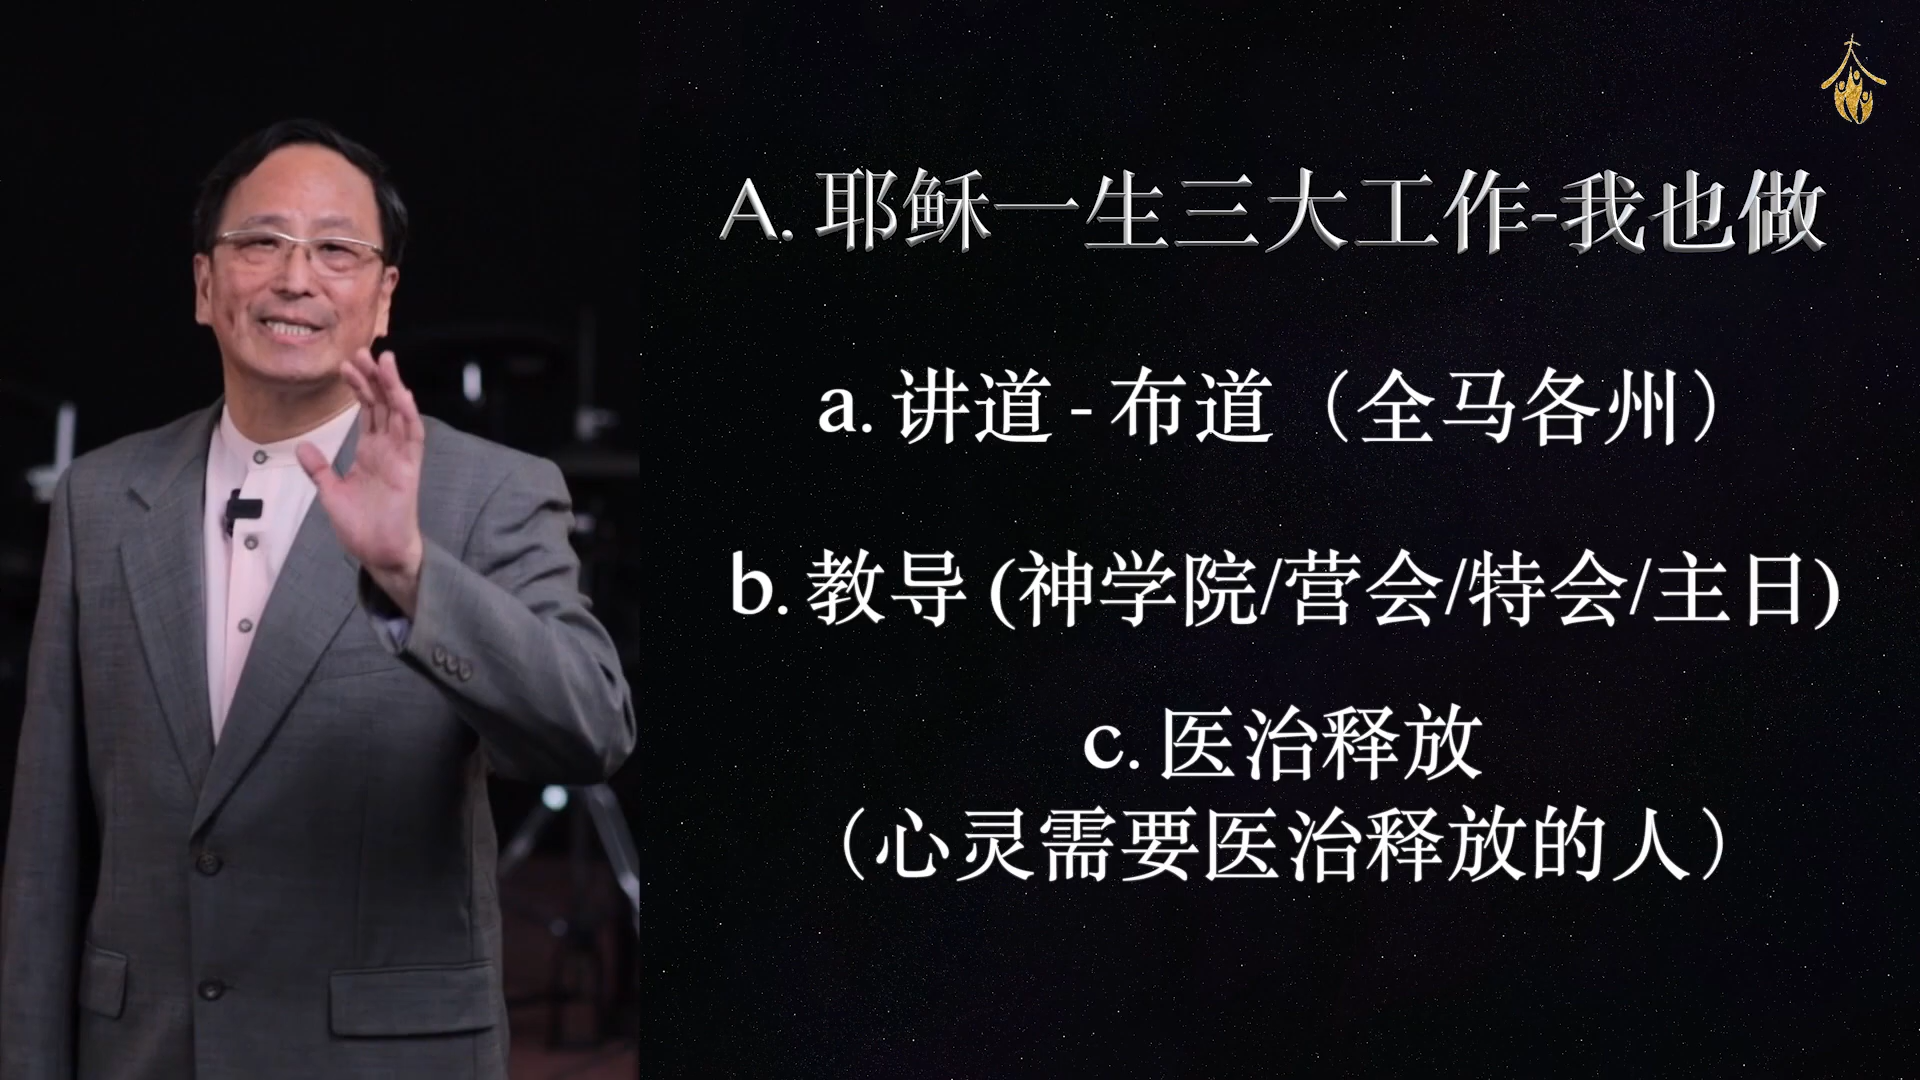 A. 耶稣一生三大工作-我也做
a. 讲道 - 布道（全马各州）
b. 教导 (神学院/营会/特会/主日)
c. 医治释放
（心灵需要医治释放的人）